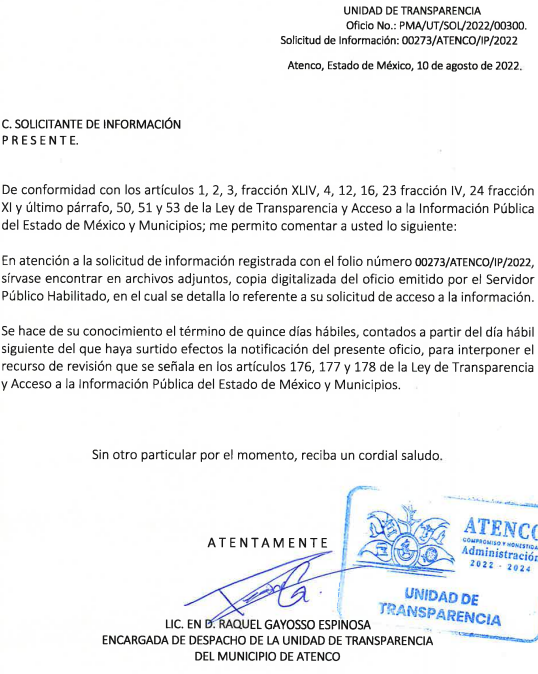 UNIDAD DE TRANSPARENCIA
Oficio No.: PMA/UT/SOL/2022/00300.
Solicitud de Información: 00273/ATENCO/IP/2022
Atenco, Estado de México, 10 de agosto de 2022.
C. SOLICITANTE DE INFORMACIÓN
P R E S E N T E.
De conformidad con los artículos 1, 2, 3, fracción XLIV, 4, 12, 16, 23 fracción IV, 24 fracción
XI y último párrafo, 50, 51 y 53 de la Ley de Transparencia y Acceso a la Información Pública
del Estado de México y Municipios; me permito comentar a usted lo siguiente:
En atención a la solicitud de información registrada con el folio número 00273/ATENCO/IP/2022,
sírvase encontrar en archivos adjuntos, copia digitalizada del oficio emitido por el Servidor
Público Habilitado, en el cual se detalla lo referente a su solicitud de acceso a la información.
Se hace de su conocimiento el término de quince días hábiles, contados a partir del día hábil
siguiente del que haya surtido efectos la notificación del presente oficio, para interponer el
recurso de revisión que se señala en los artículos 176, 177 y 178 de la Ley de Transparencia
y Acceso a la Información Pública del Estado de México y Municipios.
Sin otro particular por el momento, reciba un cordial saludo.
A T E N T A M E N T E
ATENCO
COMPROMISO Y HONESTIDA
Administración
2022 - 2024
UNIDAD DE
TRANSPARENCIA
LIC. EN D. RAQUEL GAYOSSO ESPINOSA
ENCARGADA DE DESPACHO DE LA UNIDAD DE TRANSPARENCIA
DEL MUNICIPIO DE ATENCO